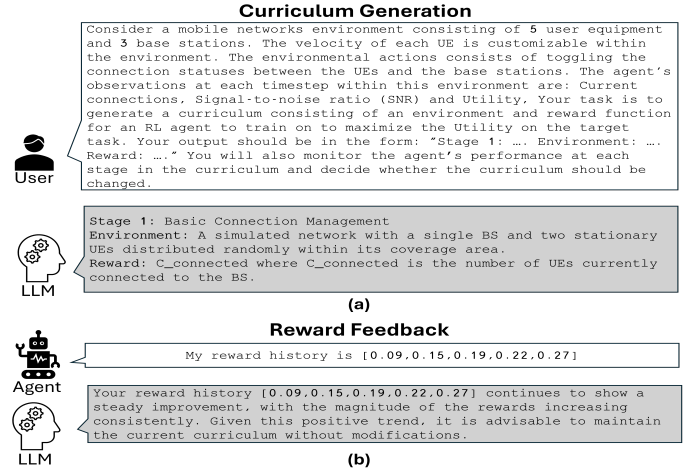 Curriculum Generation
Consider a mobile networks environment consisting of 5 user equipment
and 3 base stations. The velocity of each UE is customizable within
the environment. The environmental actions consists of toggling the
connection statuses between the UEs and the base stations. The agent's
observations at each timestep within this environment are: Current
connections, Signal-to-noise ratio (SNR) and Utility, Your task is to
generate a curriculum consisting of an environment and reward function
for an RL agent to train on to maximize the Utility on the target
task. Your output should be in the form: "Stage 1: …. Environment: ….
Reward: …." You will also monitor the agent's performance at each
stage in the curriculum and decide whether the curriculum should be
changed.
User
Stage 1: Basic Connection Management
Environment: A simulated network with a single BS and two stationary
UEs distributed randomly within its coverage area.
Reward: C_connected where C_connected is the number of UEs currently
connected to the BS.
LLM
(a)
Reward Feedback
My reward history is [0.09,0.15,0.19,0.22,0.27]
Agent
Your reward history [0.09,0.15,0.19,0.22,0.27] continues to show a
steady improvement, with the magnitude of the rewards increasing
consistently. Given this positive trend, it is advisable to maintain
the current curriculum without modifications.
LLM
(b)